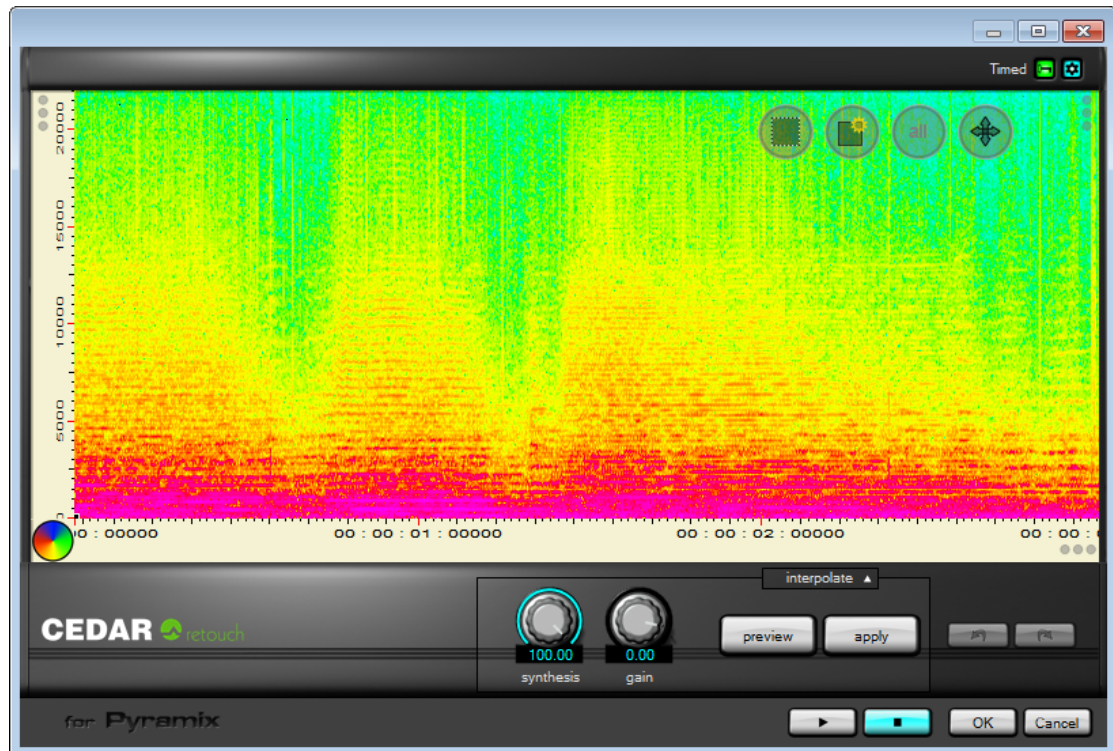 Timed
all
20000
15000
10000
5000
0
00 : 00000
00 : 00 : 01 : 00000
00 : 00 : 02 : 00000
00 : 00 :
interpolate ▲
CEDAR retouch
preview
apply
100.00
0.00
synthesis
gain
for Pyramix
OK
Cancel